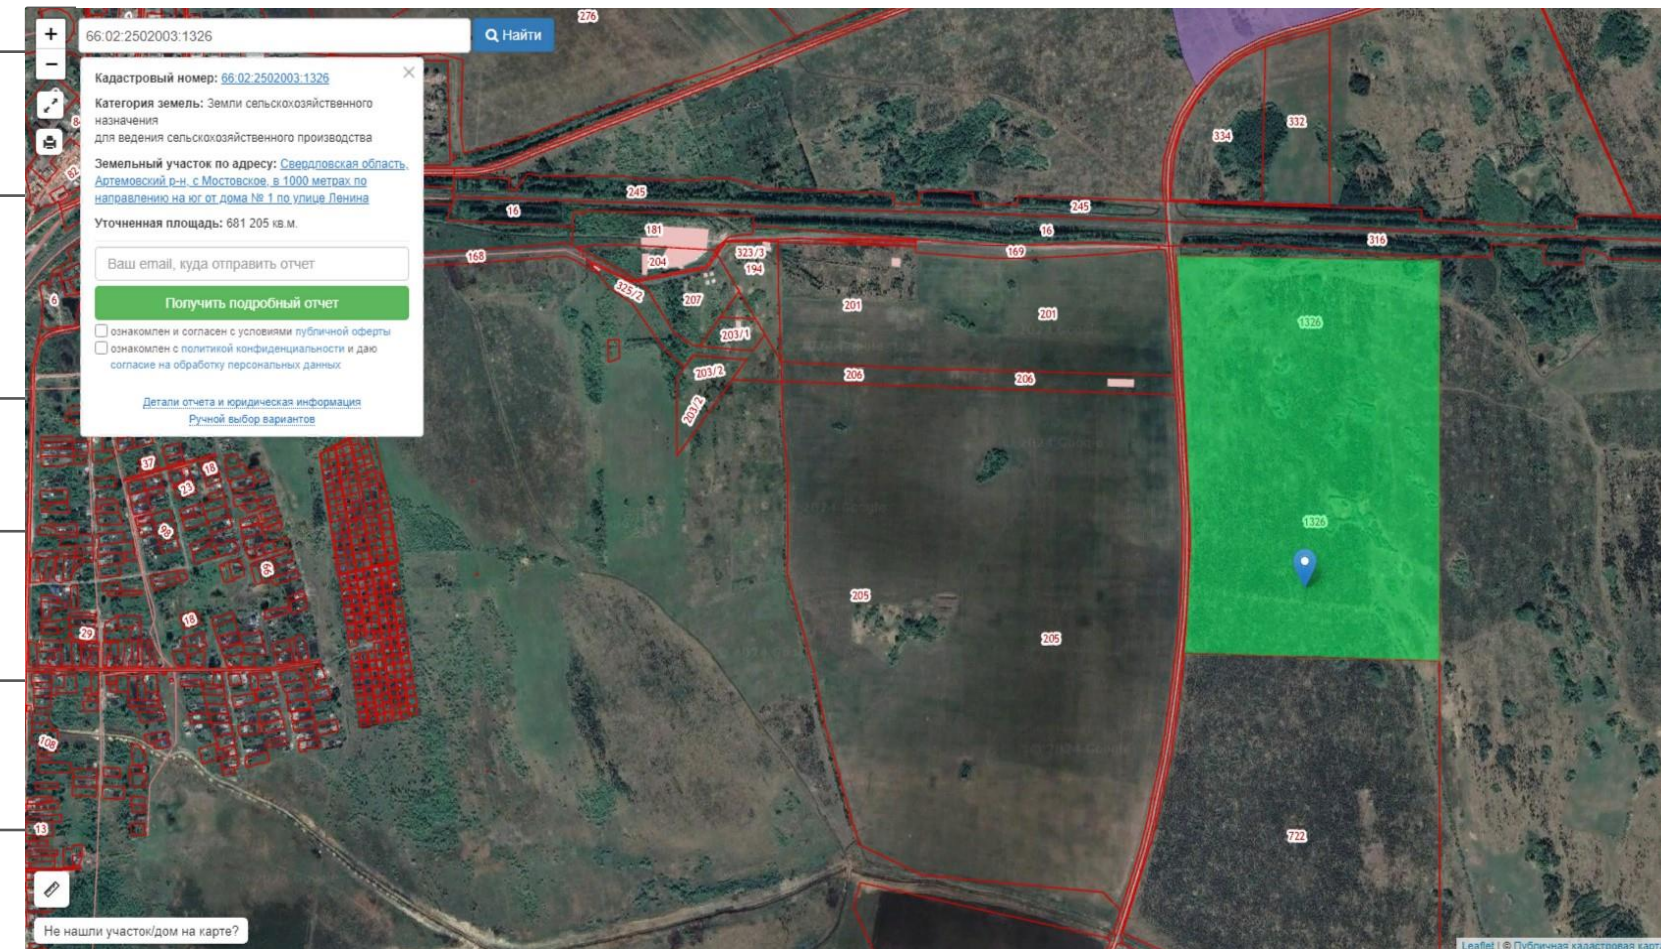 +
66:02:2502003:1326
Найти
−
Кадастровый номер: 66:02:2502003:1326
Категория земель: Земли сельскохозяйственного
назначения
для ведения сельскохозяйственного производства
Земельный участок по адресу: Свердловская область,
Артемовский р-н, с Мостовское, в 1000 метрах по
направлению на юг от дома № 1 по улице Ленина
Уточненная площадь: 681 205 кв.м.
Ваш email, куда отправить отчет
Получить подробный отчет
ознакомлен и согласен с условиями публичной оферты
ознакомлен с политикой конфиденциальности и даю
согласие на обработку персональных данных
Детали отчета и юридическая информация
Ручной выбор вариантов
276
334
332
82
245
245
16
16
316
181
168
204
323/3
194
169
325/2
207
6
201
201
203/1
1326
203/2
206
206
203/2
37
18
23
1326
66
205
18
29
205
108
13
722
Не нашли участок/дом на карте?
Leaflet | © Публичная кадастровая карт